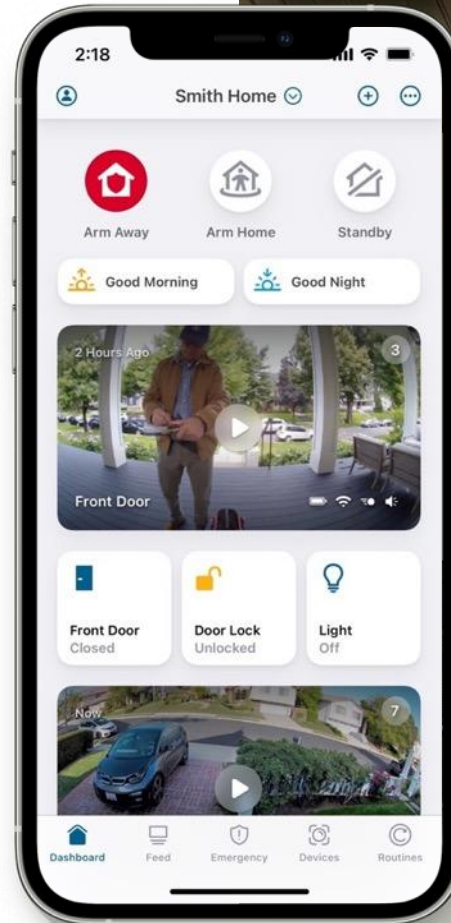 2:18
Smith Home
Arm Away
Arm Home
Standby
Good Morning
Good Night
2 Hours Ago
3
Front Door
Front Door
Closed
Door Lock
Unlocked
Light
Off
Now
7
Dashboard
Feed
Emergency
Devices
Routines